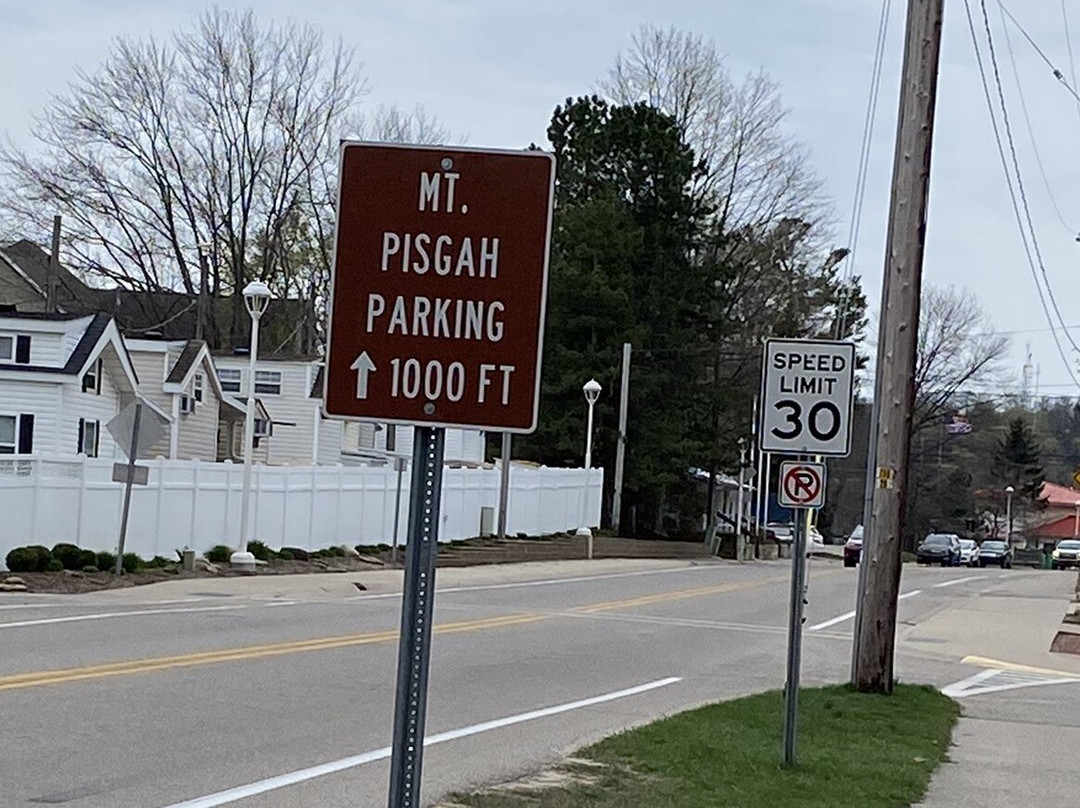 MT.
PISGAH
PARKING
↑ 1000 FT
SPEED
LIMIT
30
P